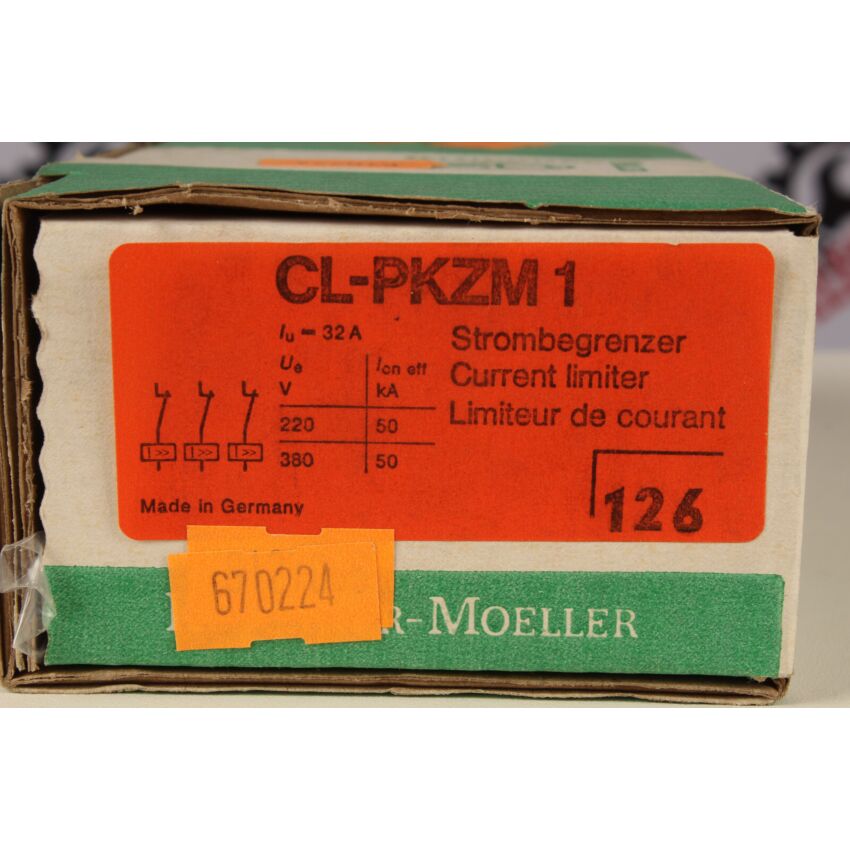 CL-PKZM 1
Iu = 32 A
Ue Icn eff
V kA
220 50
380 50
Strombegrenzer
Current limiter
Limiteur de courant
I>> I>> I>>
126
Made in Germany
670224
R-MOELLER